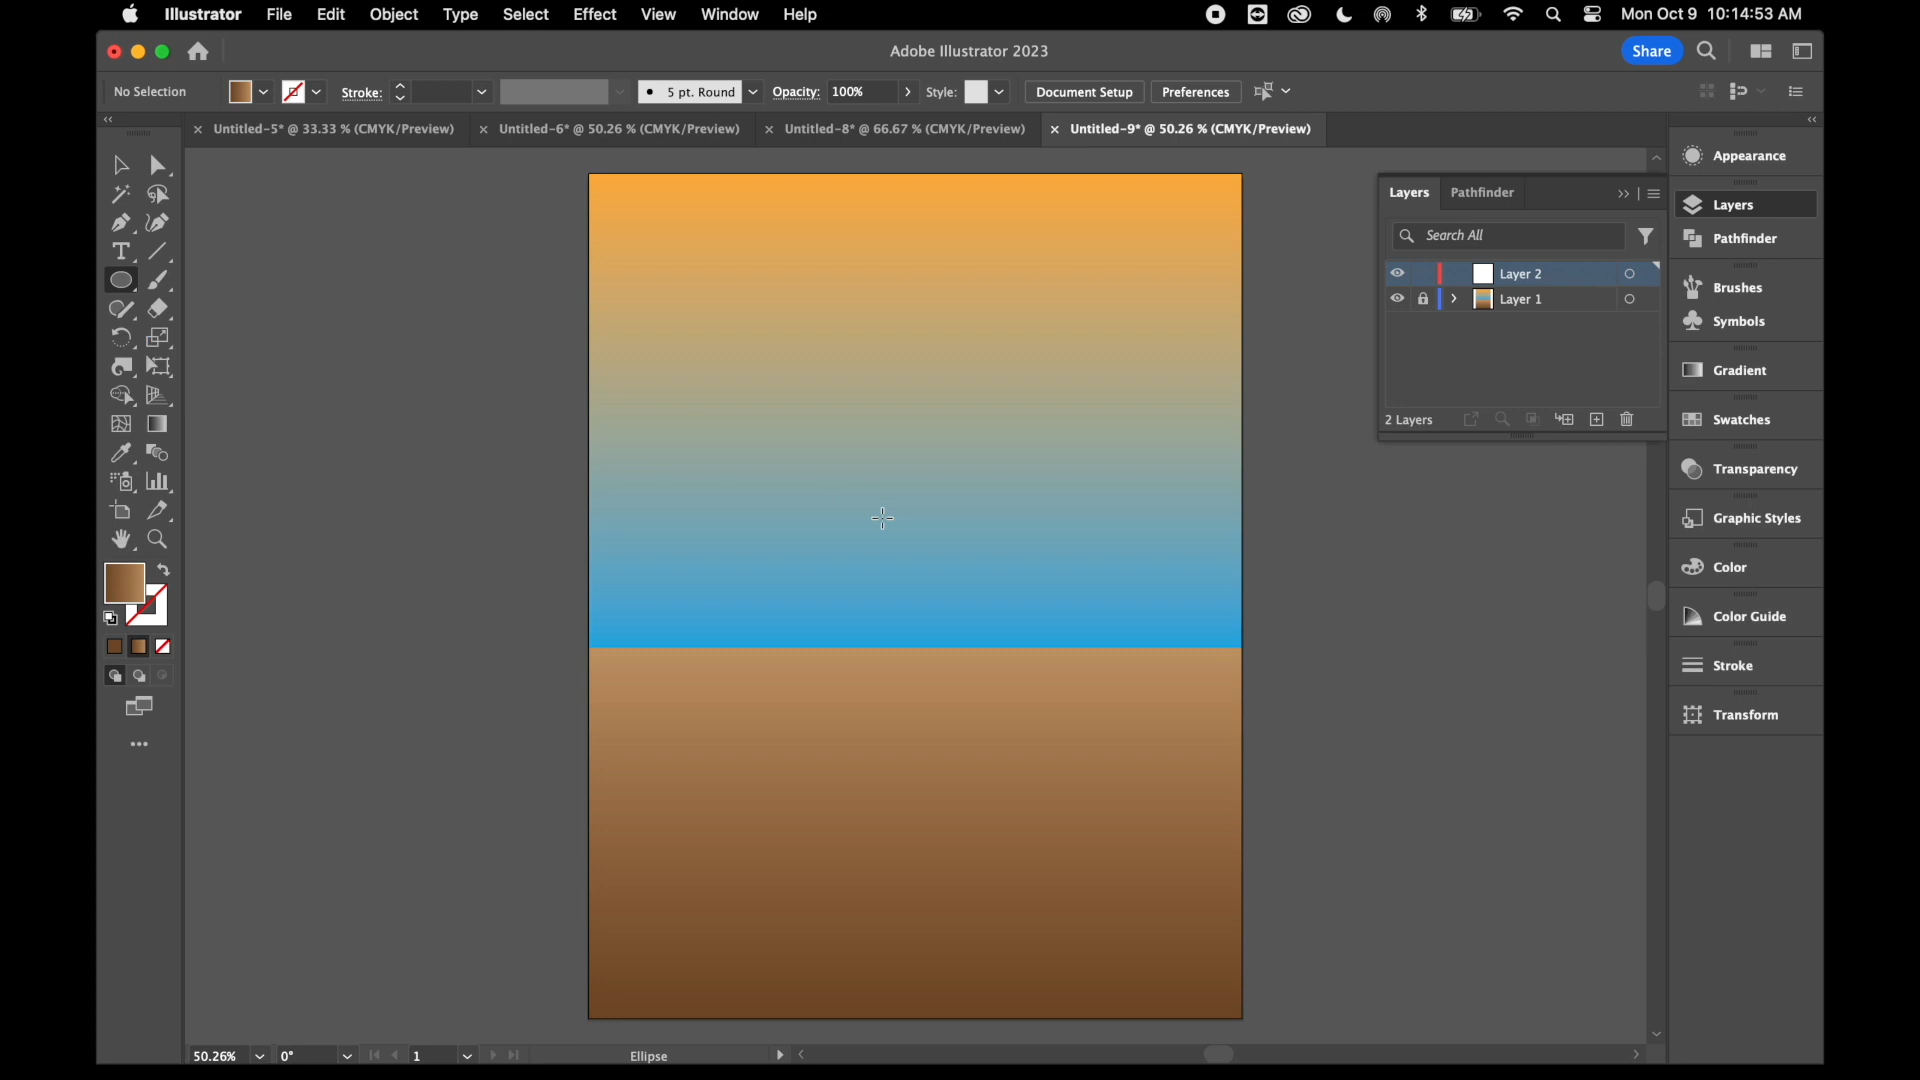 Illustrator File Edit Object Type Select Effect View Window Help Mon Oct 9 10:14:53 AM
Adobe Illustrator 2023 Share
No Selection Stroke: 5 pt. Round Opacity: 100% Style: Document Setup Preferences
Untitled-5* @ 33.33 % (CMYK/Preview) Untitled-6* @ 50.26 % (CMYK/Preview) Untitled-8* @ 66.67 % (CMYK/Preview) Untitled-9* @ 50.26 % (CMYK/Preview)
Appearance
Layers Pathfinder
Layers
Search All
Pathfinder
Layer 2
Brushes
Layer 1
Symbols
Gradient
2 Layers
Swatches
Transparency
Graphic Styles
Color
Color Guide
Stroke
Transform
50.26% 0° 1 Ellipse